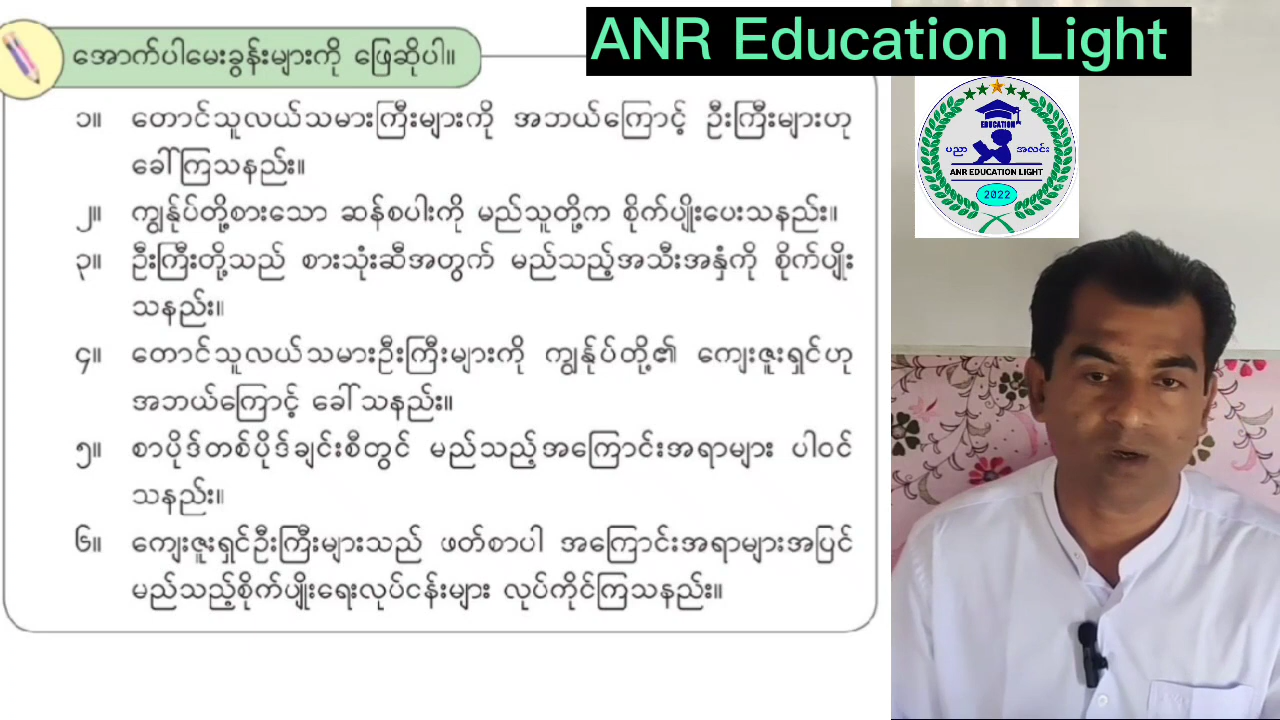 ANR Education Light
အောက်ပါမေးခွန်းများကို ဖြေဆိုပါ။
၁။ တောင်သူလယ်သမားကြီးများကို အဘယ်ကြောင့် ဦးကြီးများဟု
ခေါ်ကြသနည်း။
၂။ ကျွန်ုပ်တို့စားသော ဆန်စပါးကို မည်သူတို့က စိုက်ပျိုးပေးသနည်း။
၃။ ဦးကြီးတို့သည် စားသုံးဆီအတွက် မည်သည့်အသီးအနှံကို စိုက်ပျိုး
သနည်း။
၄။ တောင်သူလယ်သမားဦးကြီးများကို ကျွန်ုပ်တို့၏ ကျေးဇူးရှင်ဟု
အဘယ်ကြောင့် ခေါ်သနည်း။
၅။ စာပိုဒ်တစ်ပိုဒ်ချင်းစီတွင် မည်သည့်အကြောင်းအရာများ ပါဝင်
သနည်း။
၆။ ကျေးဇူးရှင်ဦးကြီးများသည် ဖတ်စာပါ အကြောင်းအရာများအပြင်
မည်သည့်စိုက်ပျိုးရေးလုပ်ငန်းများ လုပ်ကိုင်ကြသနည်း။
EDUCATION
ပညာ အလင်း
ANR EDUCATION LIGHT
2022